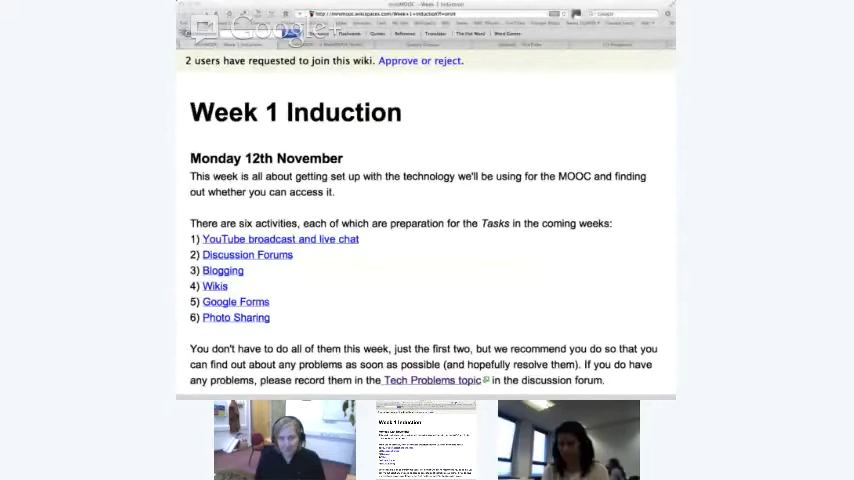 Google+
2 users have requested to join this wiki. Approve or reject.
Week 1 Induction
Monday 12th November
This week is all about getting set up with the technology we'll be using for the MOOC and finding
out whether you can access it.
There are six activities, each of which are preparation for the Tasks in the coming weeks:
1) YouTube broadcast and live chat
2) Discussion Forums
3) Blogging
4) Wikis
5) Google Forms
6) Photo Sharing
You don't have to do all of them this week, just the first two, but we recommend you do so that you
can find out about any problems as soon as possible (and hopefully resolve them). If you do have
any problems, please record them in the Tech Problems topic in the discussion forum.
Week 1 Induction